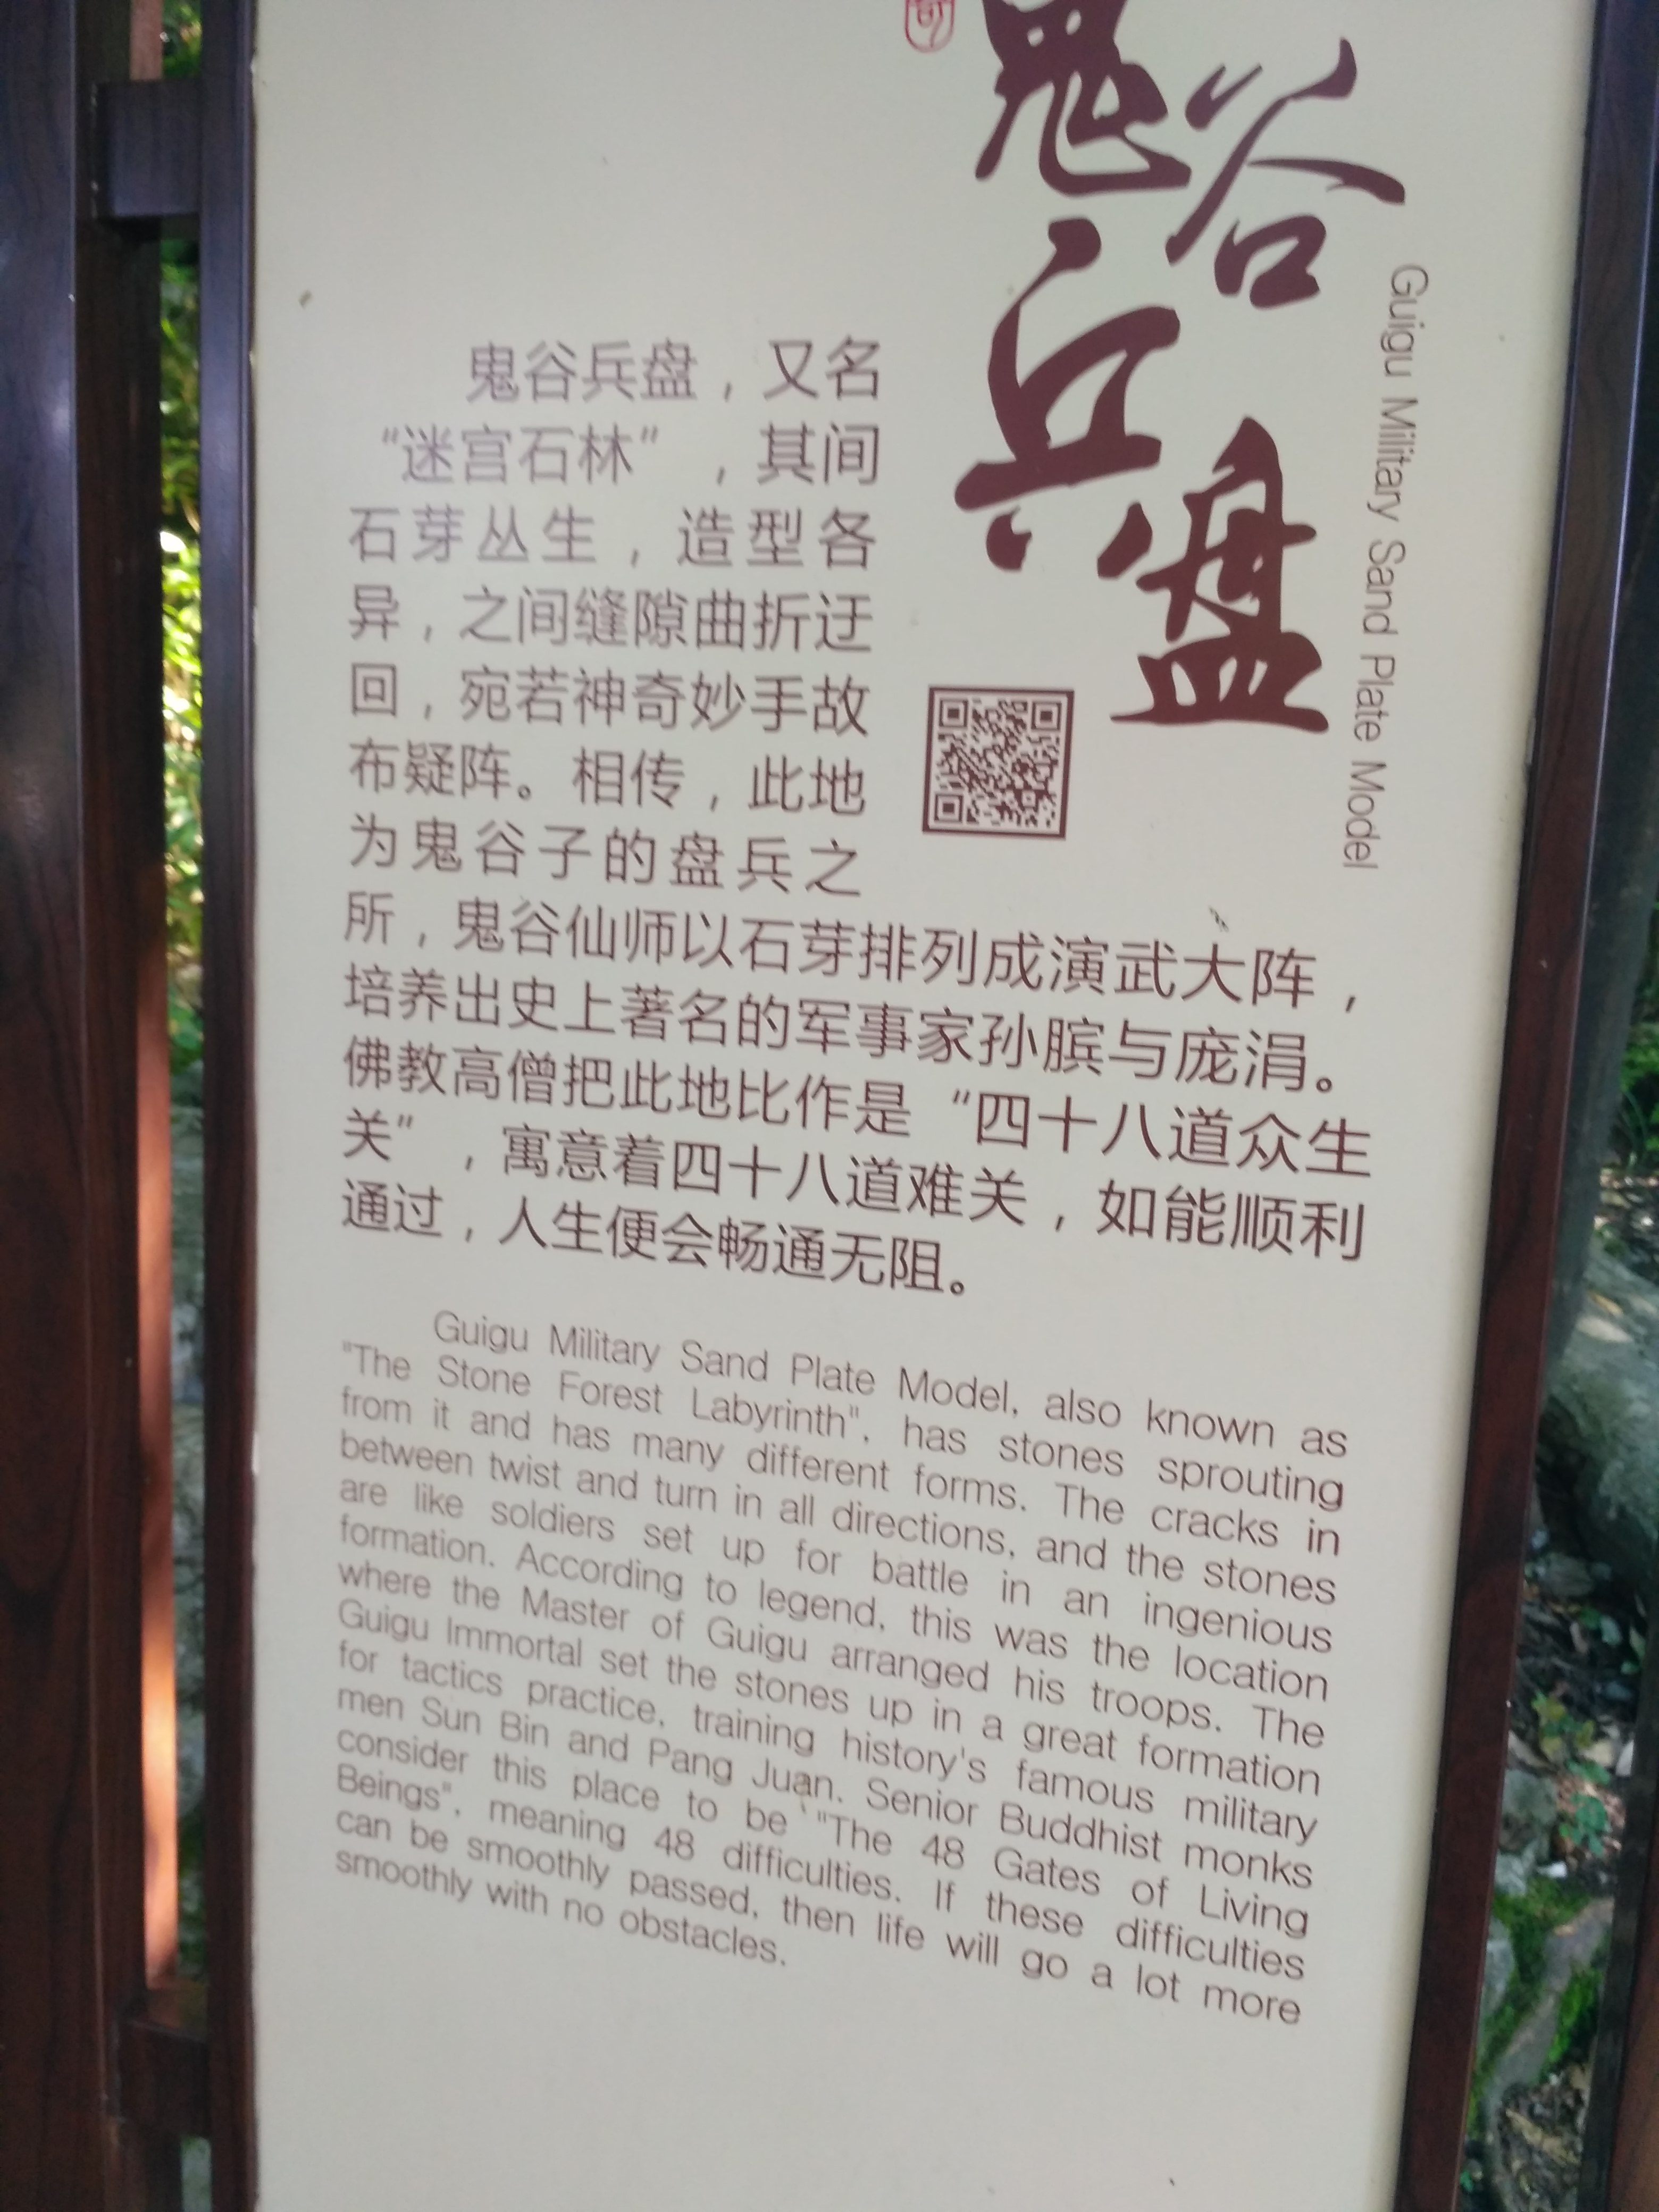 鬼谷
兵盘
Guigu Military Sand Plate Model
鬼谷兵盘，又名
“迷宫石林”，其间
石芽丛生，造型各
异，之间缝隙曲折迂
回，宛若神奇妙手故
布疑阵。相传，此地
为鬼谷子的盘兵之
所，鬼谷仙师以石芽排列成演武大阵，
培养出史上著名的军事家孙膑与庞涓。
佛教高僧把此地比作是“四十八道众生
关”，寓意着四十八道难关，如能顺利
通过，人生便会畅通无阻。
Guigu Military Sand Plate Model, also known as
"The Stone Forest Labyrinth", has stones sprouting
from it and has many different forms. The cracks in
between twist and turn in all directions, and the stones
are like soldiers set up for battle in an ingenious
formation. According to legend, this was the location
where the Master of Guigu arranged his troops. The
Guigu Immortal set the stones up in a great formation
for tactics practice, training history's famous military
men Sun Bin and Pang Juan. Senior Buddhist monks
consider this place to be "The 48 Gates of Living
Beings", meaning 48 difficulties. If these difficulties
can be smoothly passed, then life will go a lot more
smoothly with no obstacles.